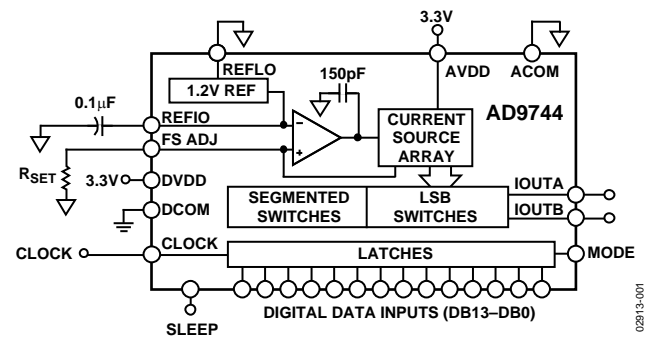 3.3V
REFLO
150pF
AVDD
ACOM
1.2V REF
AD9744
0.1μF
REFIO
–
CURRENT
SOURCE
ARRAY
FS ADJ
+
RSET
3.3V
DVDD
DCOM
SEGMENTED
SWITCHES
LSB
SWITCHES
IOUTA
IOUTB
CLOCK
CLOCK
LATCHES
MODE
SLEEP
DIGITAL DATA INPUTS (DB13–DB0)
02913-001